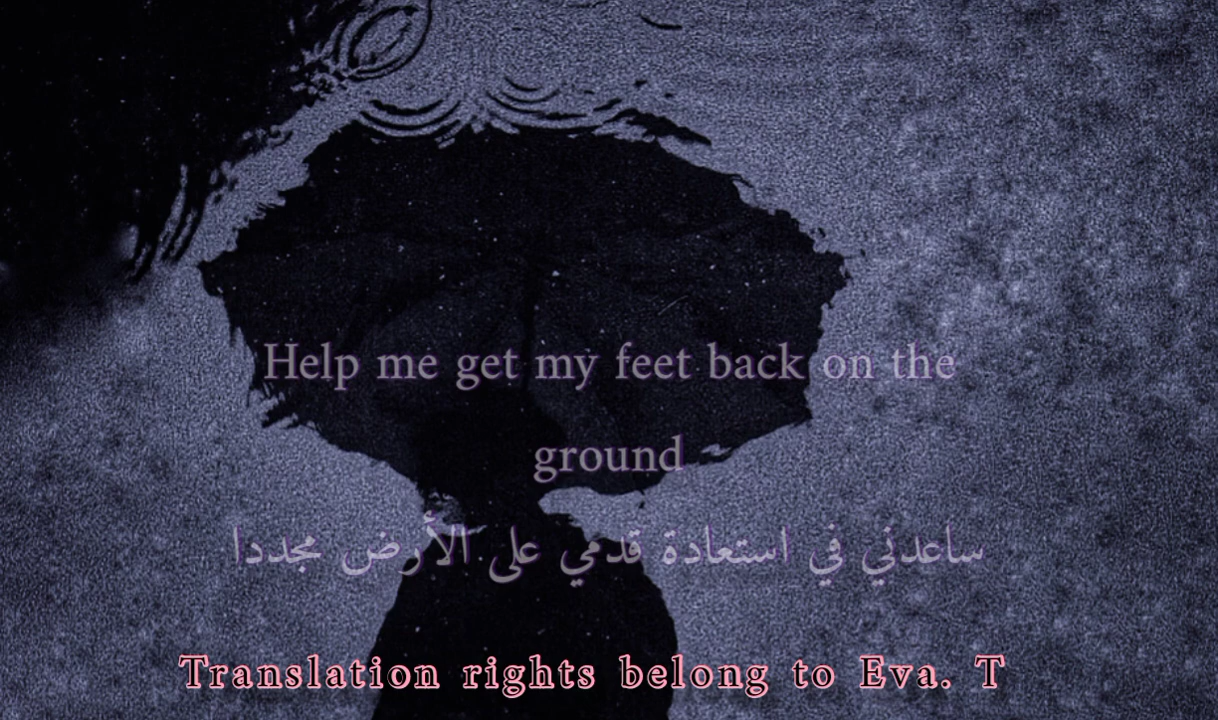 Help me get my feet back on the
ground
ساعدني في استعادة قدمي على الأرض مجددا
Translation rights belong to Eva. T